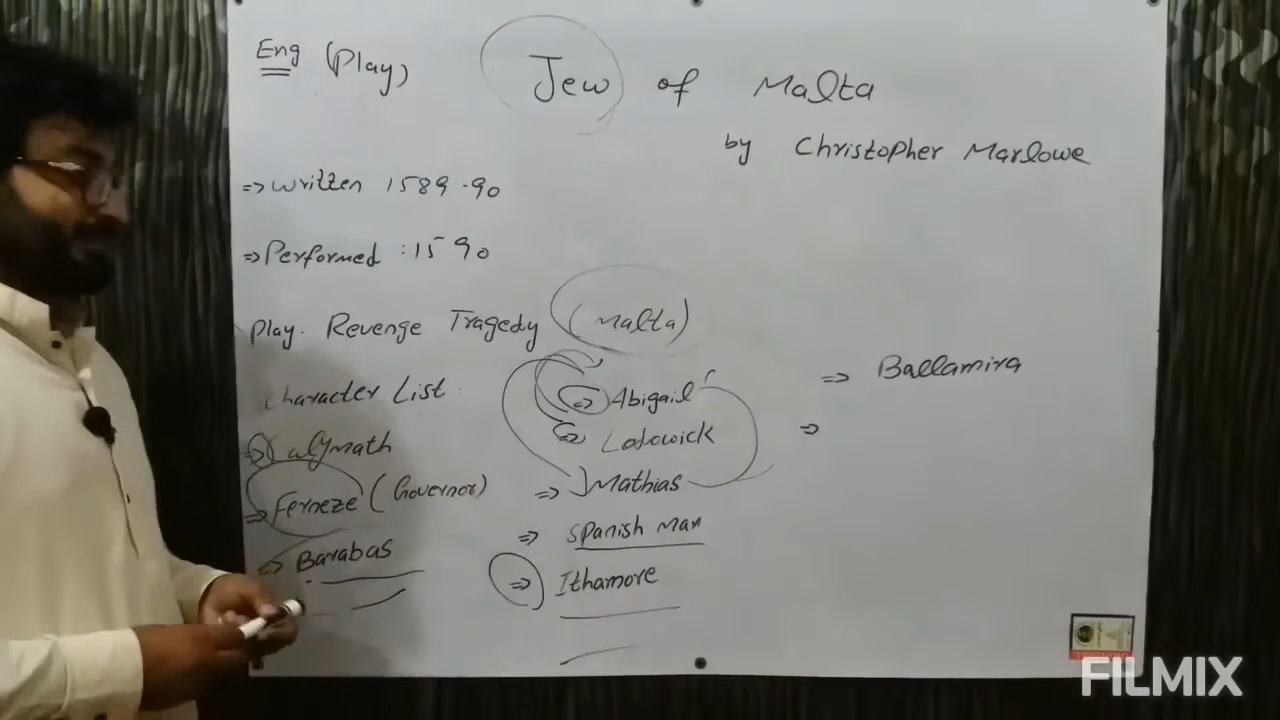 Eng (Play) Jew of Malta
by Christopher Marlowe
=> Written 1589-90
=> Performed : 1590
Play. Revenge Tragedy (Malta)
Character List :
=> Calymath
=> Ferneze (Governor)
=> Barabas
=> Abigail
=> Lodowick
=> Mathias
=> Spanish Man
=> Ithamore
=> Ballamira
=>
FILMIX